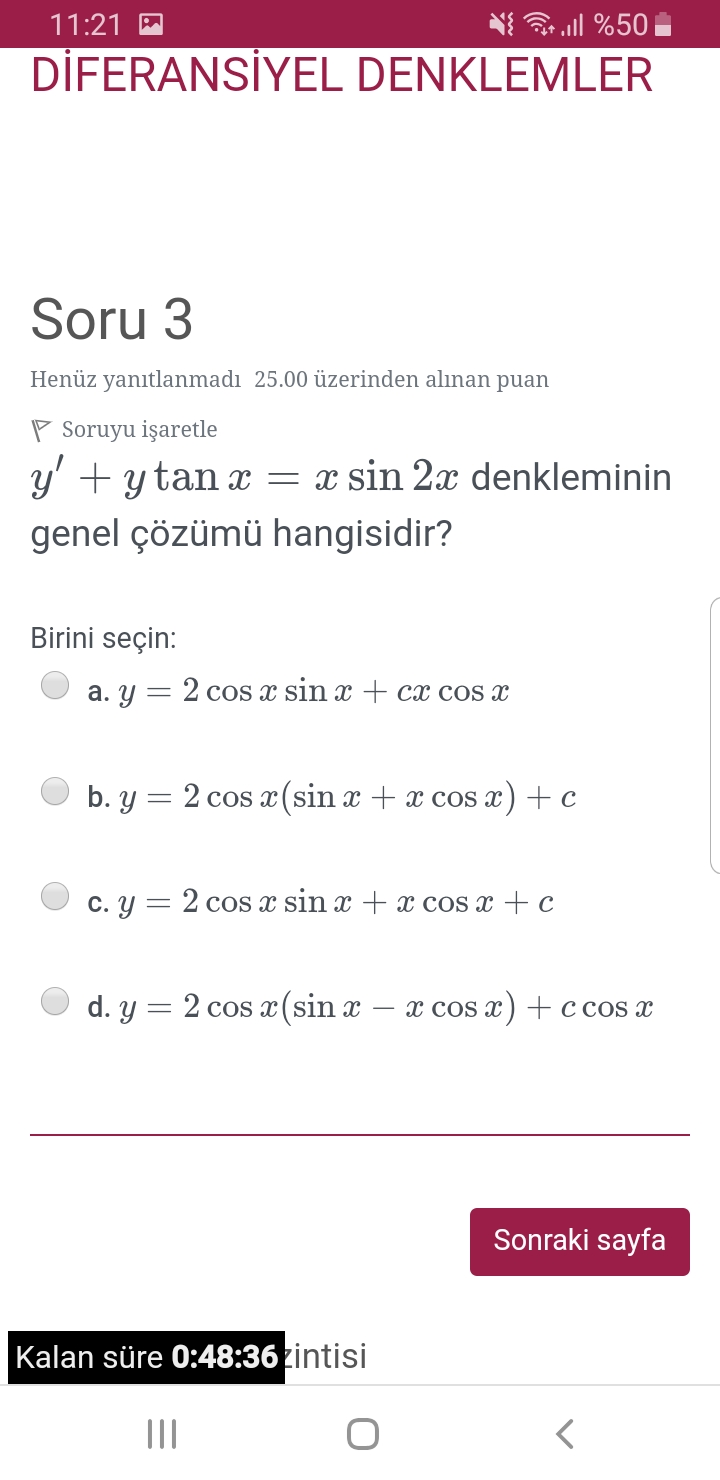 11:21 %50
DİFERANSİYEL DENKLEMLER
Soru 3
Henüz yanıtlanmadı 25.00 üzerinden alınan puan
Soruyu işaretle
y′ + y tan x = x sin 2x denkleminin
genel çözümü hangisidir?
Birini seçin:
a. y = 2 cos x sin x + cx cos x
b. y = 2 cos x(sin x + x cos x) + c
c. y = 2 cos x sin x + x cos x + c
d. y = 2 cos x(sin x − x cos x) + c cos x
Sonraki sayfa
Kalan süre 0:48:36 zintisi